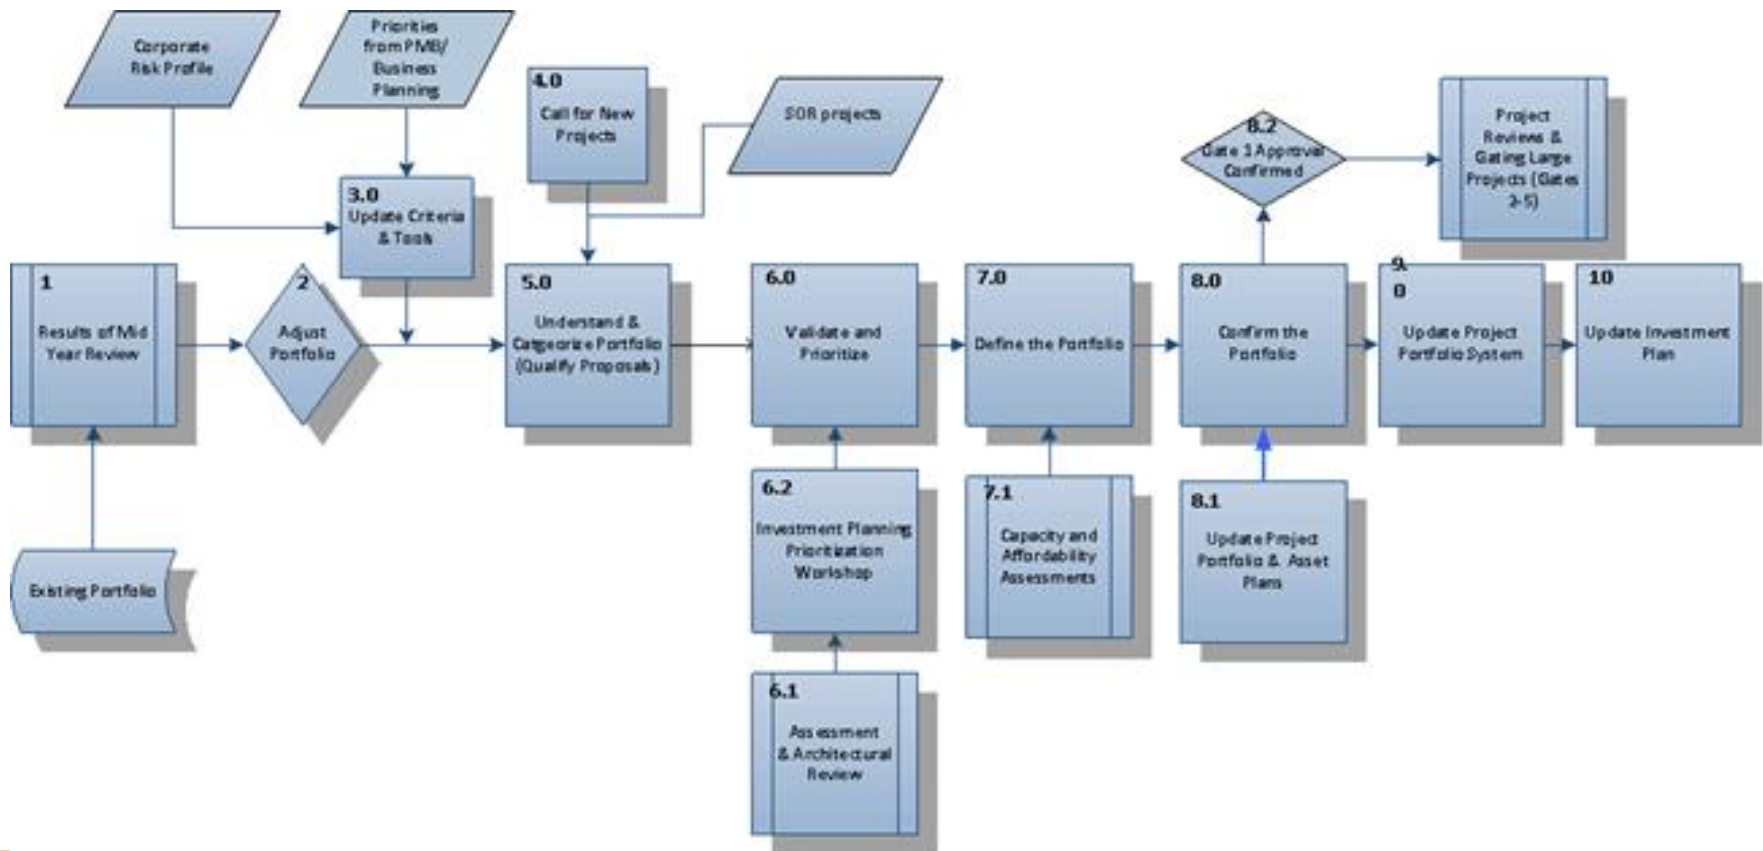 Corporate
Risk Profile
Priorities
from PMB/
Business
Planning
4.0
Call for New
Projects
SOR projects
8.2
Gate 1 Approval
Confirmed
Project
Reviews &
Gating Large
Projects (Gates
2-5)
3.0
Update Criteria
& Tools
1
Results of Mid
Year Review
2
Adjust
Portfolio
5.0
Understand &
Catgeorize Portfolio
(Qualify Proposals)
6.0
Validate and
Prioritize
7.0
Define the Portfolio
8.0
Confirm the
Portfolio
9.
0
Update Project
Portfolio System
10
Update Investment
Plan
Existing Portfolio
6.2
Investment Planning
Prioritization
Workshop
7.1
Capacity and
Affordability
Assessments
8.1
Update Project
Portfolio & Asset
Plans
6.1
Assessment
& Architectural
Review